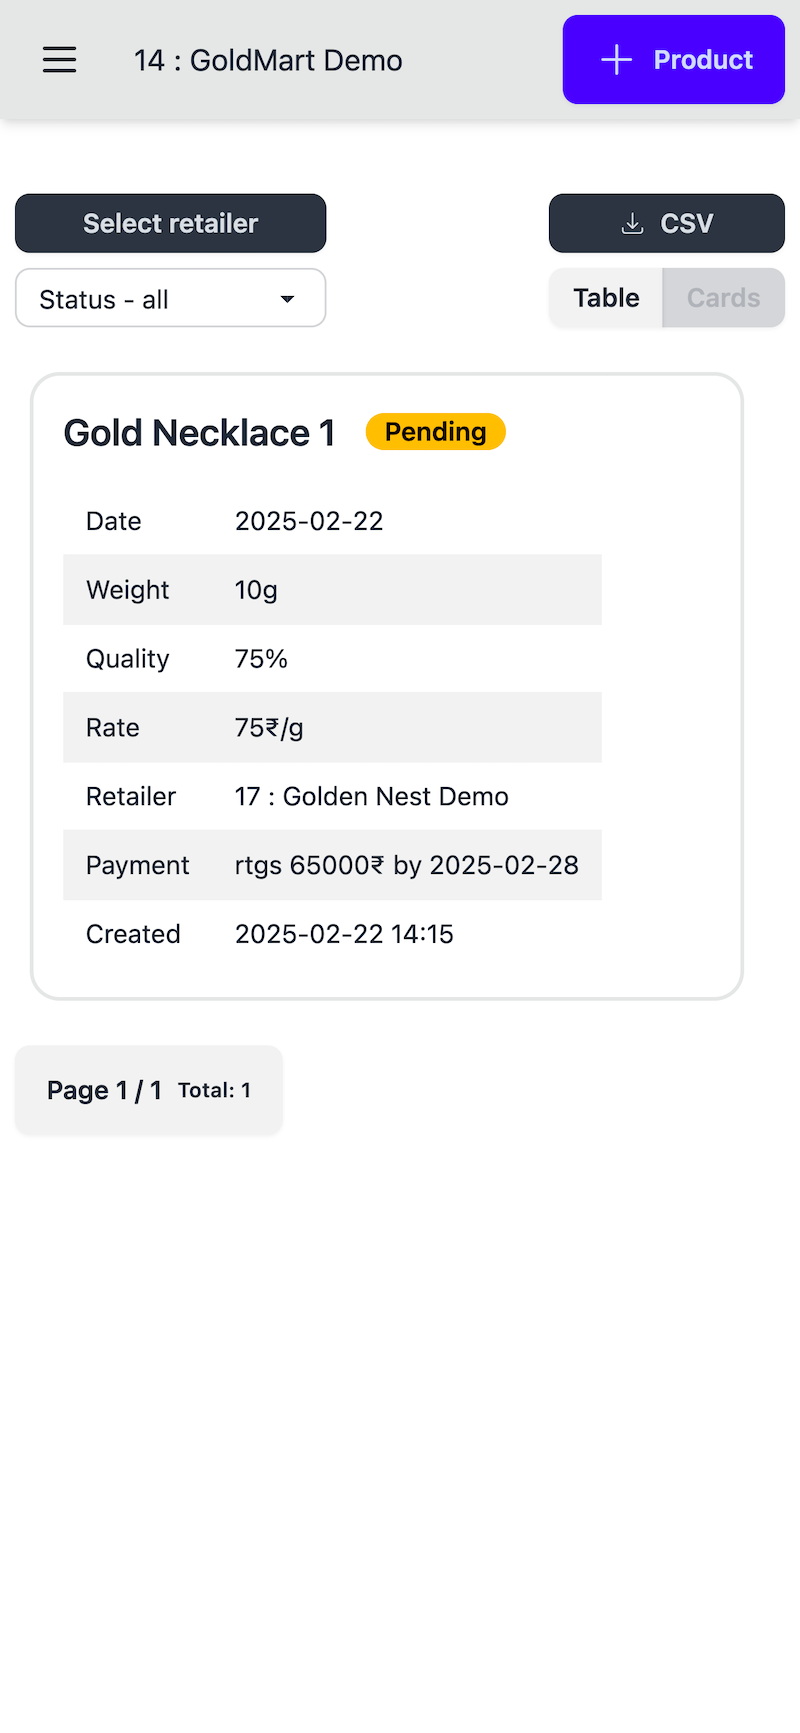 14 : GoldMart Demo
Product
Select retailer
CSV
Status - all
Table
Cards
Gold Necklace 1
Pending
Date 2025-02-22
Weight 10g
Quality 75%
Rate 75₹/g
Retailer 17 : Golden Nest Demo
Payment rtgs 65000₹ by 2025-02-28
Created 2025-02-22 14:15
Page 1 / 1 Total: 1